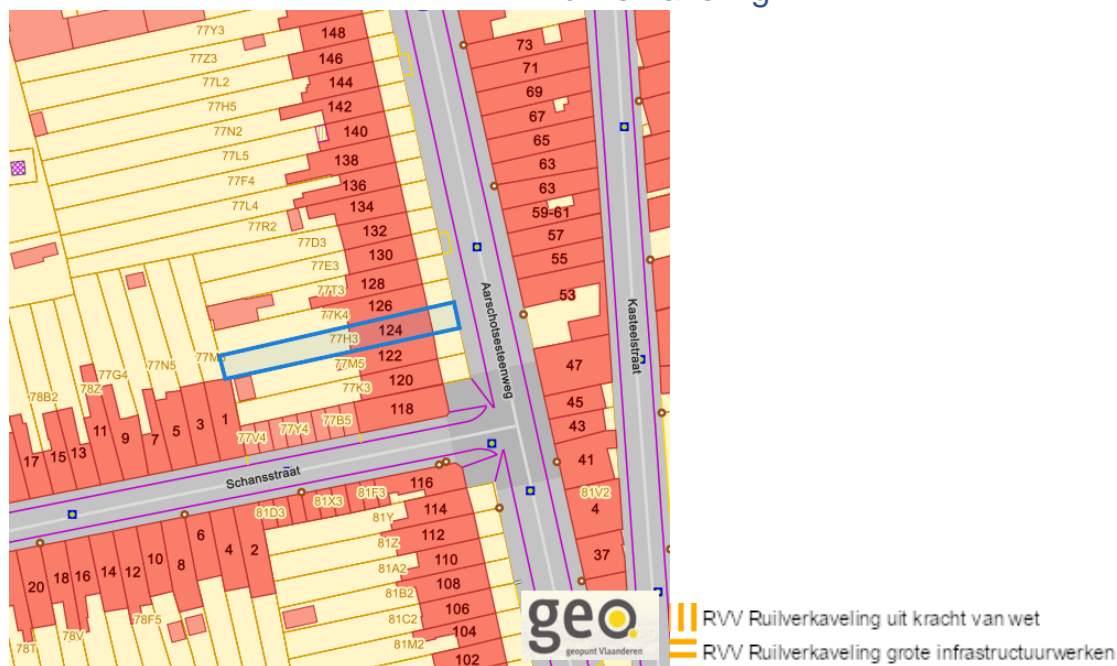 148
77Y3
146
77Z3
144
77L2
142
77H5
140
77N2
138
77L5
136
77F4
134
77L4
132
77R2
130
77D3
128
77E3
126
77T3
124
77K4
122
77H3
120
77M5
118
77K3
77B5
77Y4
77V4
73
71
69
67
65
63
63
59-61
57
55
53
47
45
43
41
81V2
4
37
Aarschotsesteenweg
Kasteelstraat
Schansstraat
78B2
78Z
77G4
77N5
17
15
13
11
9
7
5
3
1
116
114
112
110
108
106
104
102
81F3
81X3
81D3
81Y
81Z
81A2
81B2
81C2
81M2
20
18
16
14
12
10
8
6
4
2
78V
78F5
geo.
geopunt Vlaanderen
RVV Ruilverkaveling uit kracht van wet
RVV Ruilverkaveling grote infrastructuurwerken